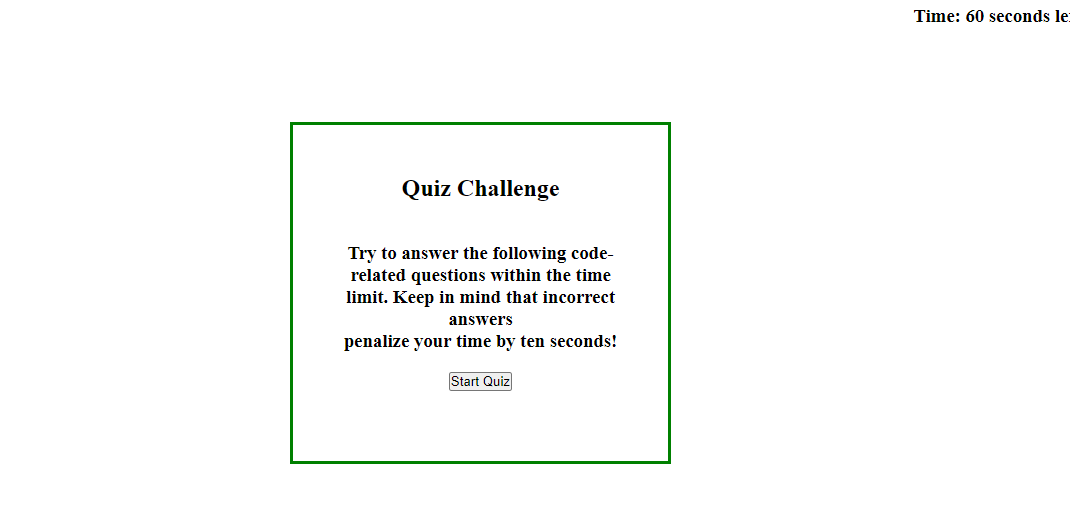 Time: 60 seconds le
Quiz Challenge
Try to answer the following code-
related questions within the time
limit. Keep in mind that incorrect
answers
penalize your time by ten seconds!
Start Quiz